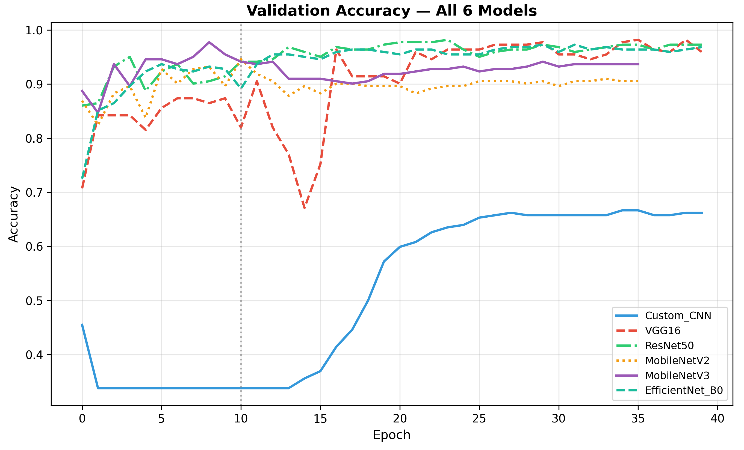 Validation Accuracy — All 6 Models
Accuracy
1.0
0.9
0.8
0.7
0.6
0.5
0.4
0 5 10 15 20 25 30 35 40
Epoch
Custom_CNN
VGG16
ResNet50
MobileNetV2
MobileNetV3
EfficientNet_B0